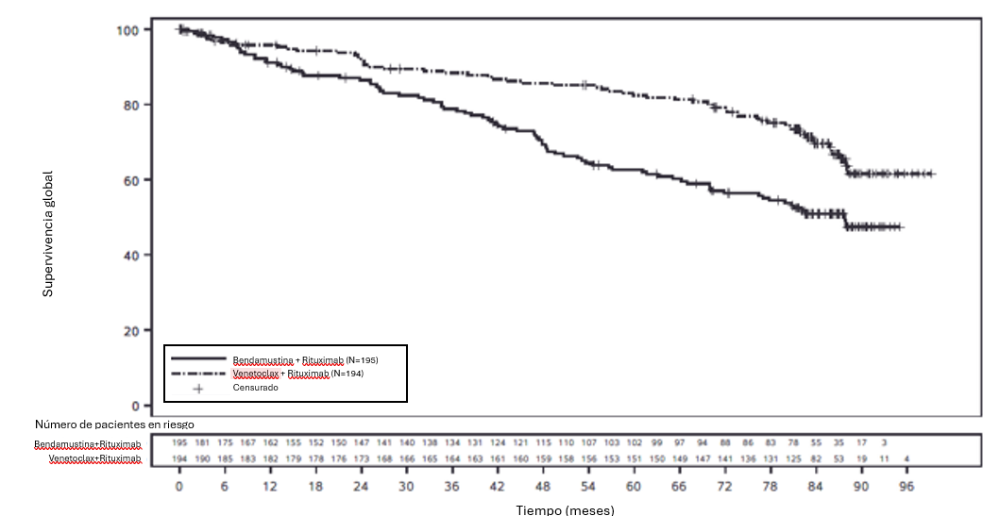 100
80
60
40
20
0
Supervivencia global
Bendamustina + Rituximab (N=195)
Venetoclax + Rituximab (N=194)
Censurado
Número de pacientes en riesgo
Bendamustina+Rituximab 195 181 175 167 162 155 152 150 147 141 140 138 134 131 124 121 115 110 107 103 102 99 97 94 88 86 83 78 55 35 17 3
Venetoclax+Rituximab 194 190 185 183 182 179 178 176 173 168 166 165 164 163 161 160 159 158 156 153 151 150 149 147 141 136 131 125 82 53 19 11 4
0 6 12 18 24 30 36 42 48 54 60 66 72 78 84 90 96
Tiempo (meses)